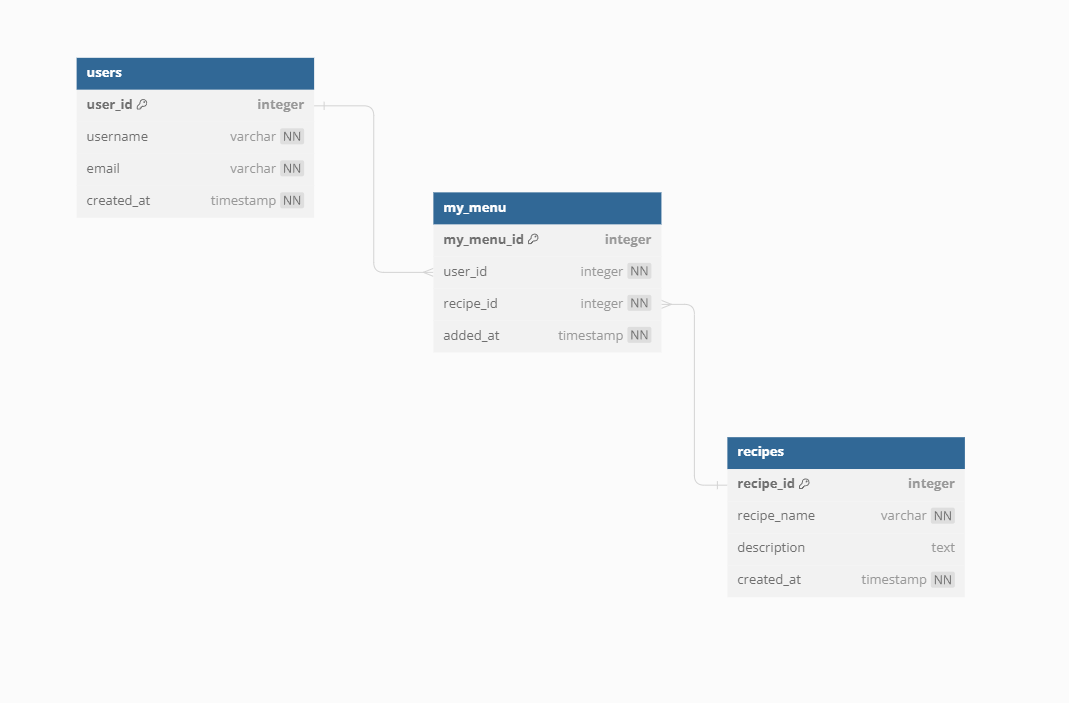 users
user_id integer
username varchar NN
email varchar NN
created_at timestamp NN
my_menu
my_menu_id integer
user_id integer NN
recipe_id integer NN
added_at timestamp NN
recipes
recipe_id integer
recipe_name varchar NN
description text
created_at timestamp NN